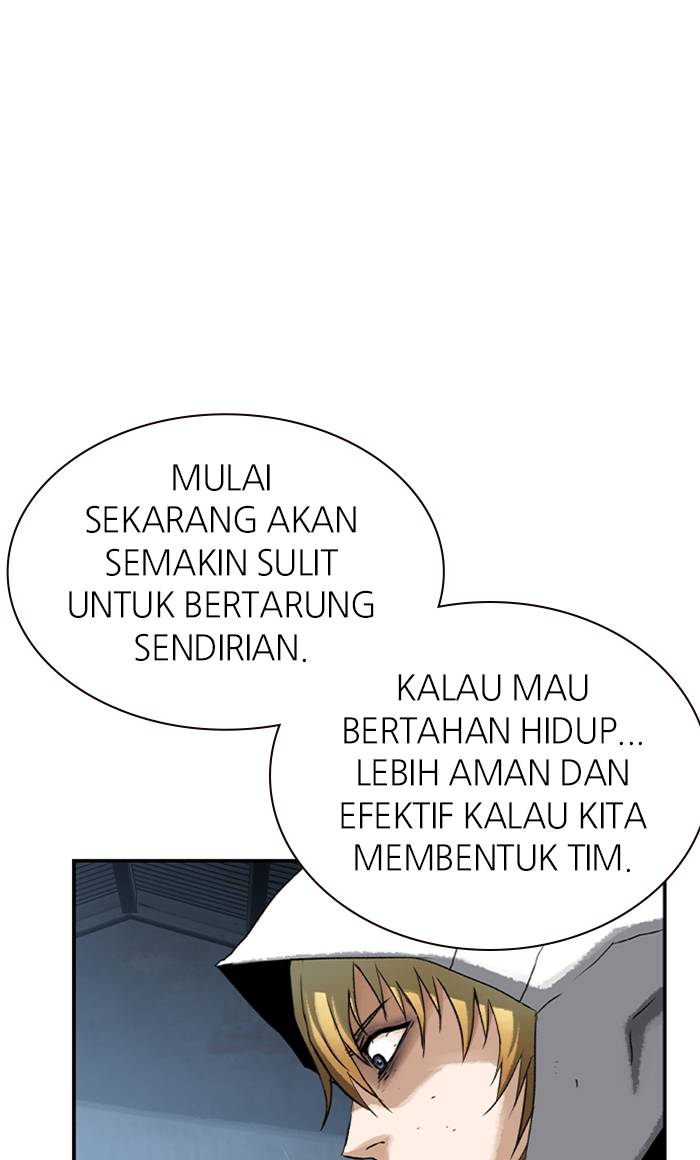 MULAI
SEKARANG AKAN
SEMAKIN SULIT
UNTUK BERTARUNG
SENDIRIAN.
KALAU MAU
BERTAHAN HIDUP...
LEBIH AMAN DAN
EFEKTIF KALAU KITA
MEMBENTUK TIM.